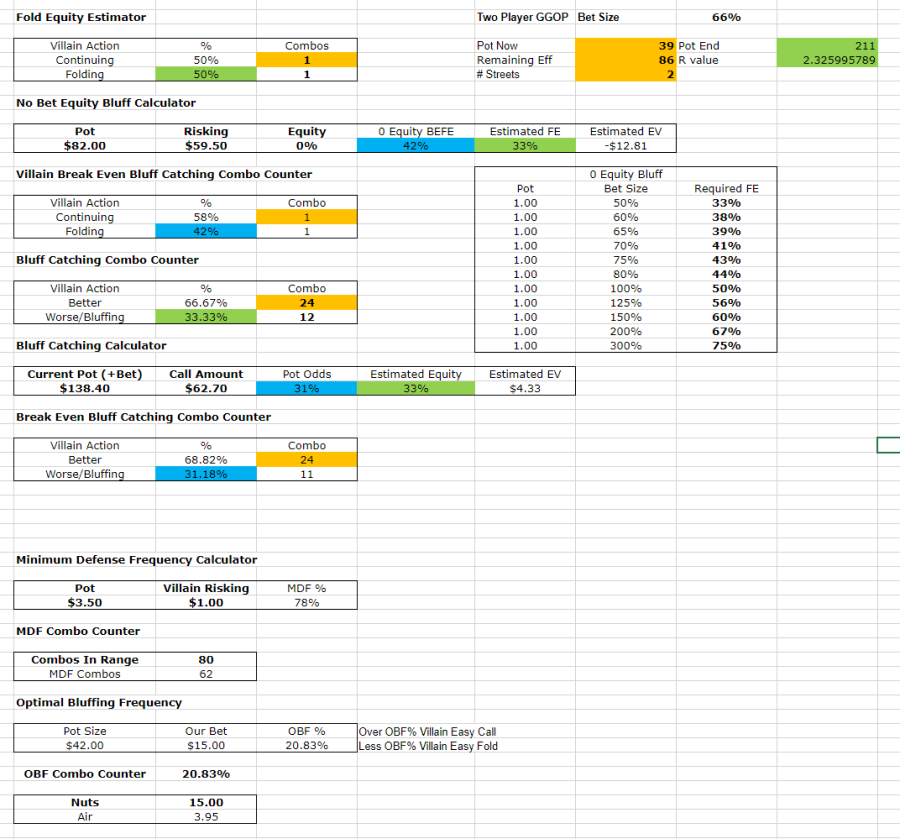 Fold Equity Estimator Two Player GGOP Bet Size 66%
Villain Action % Combos Pot Now 39 Pot End 211
Continuing 50% 1 Remaining Eff 86 R value 2.325995789
Folding 50% 1 # Streets 2
No Bet Equity Bluff Calculator
Pot Risking Equity 0 Equity BEFE Estimated FE Estimated EV
$82.00 $59.50 0% 42% 33% -$12.81
Villain Break Even Bluff Catching Combo Counter 0 Equity Bluff
Pot Bet Size Required FE
Villain Action % Combo 1.00 50% 33%
Continuing 58% 1 1.00 60% 38%
Folding 42% 1 1.00 65% 39%
1.00 70% 41%
Bluff Catching Combo Counter 1.00 75% 43%
1.00 80% 44%
Villain Action % Combo 1.00 100% 50%
Better 66.67% 24 1.00 125% 56%
Worse/Bluffing 33.33% 12 1.00 150% 60%
1.00 200% 67%
Bluff Catching Calculator 1.00 300% 75%
Current Pot (+Bet) Call Amount Pot Odds Estimated Equity Estimated EV
$138.40 $62.70 31% 33% $4.33
Break Even Bluff Catching Combo Counter
Villain Action % Combo
Better 68.82% 24
Worse/Bluffing 31.18% 11
Minimum Defense Frequency Calculator
Pot Villain Risking MDF %
$3.50 $1.00 78%
MDF Combo Counter
Combos In Range 80
MDF Combos 62
Optimal Bluffing Frequency
Pot Size Our Bet OBF % Over OBF% Villain Easy Call
$42.00 $15.00 20.83% Less OBF% Villain Easy Fold
OBF Combo Counter 20.83%
Nuts 15.00
Air 3.95